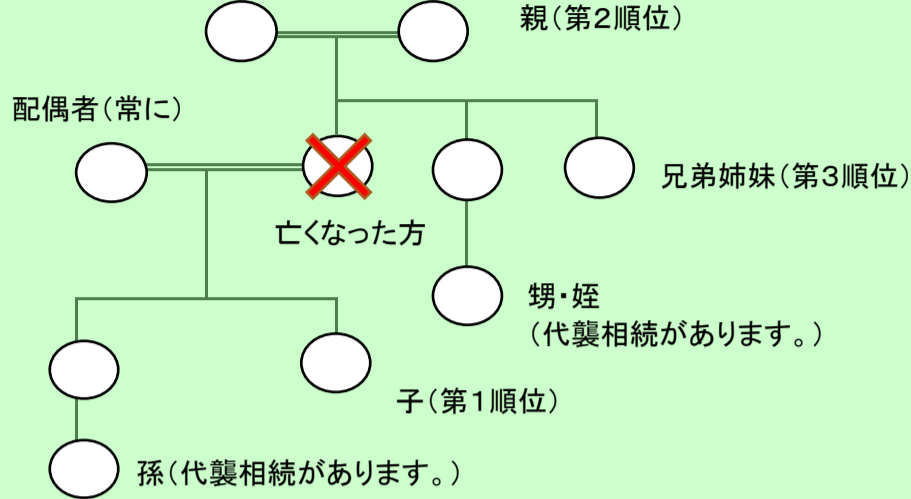 親(第2順位)
配偶者(常に)
兄弟姉妹(第3順位)
亡くなった方
甥・姪
(代襲相続があります。)
子(第1順位)
孫(代襲相続があります。)